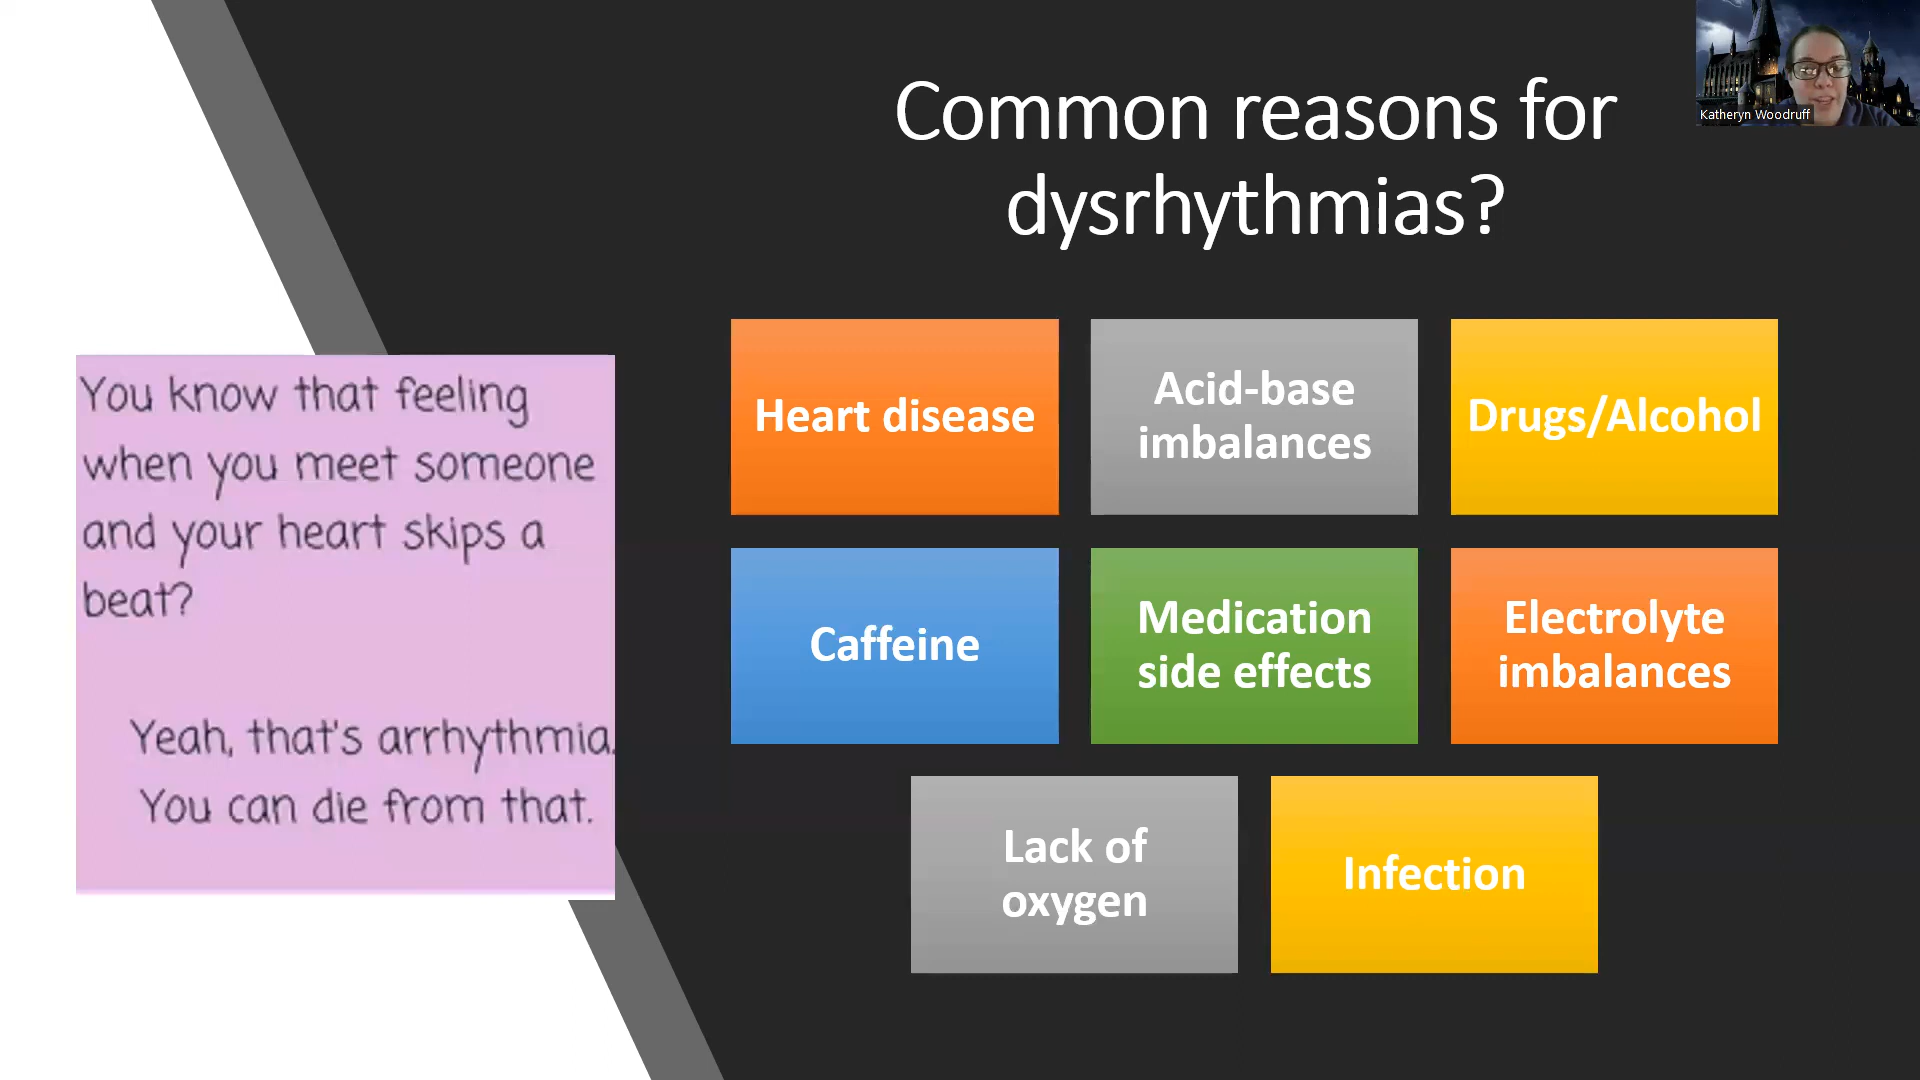 Common reasons for
dysrhythmias?
Katheryn Woodruff
You know that feeling
when you meet someone
and your heart skips a
beat?
Yeah, that's arrhythmia.
You can die from that.
Heart disease
Acid-base
imbalances
Drugs/Alcohol
Caffeine
Medication
side effects
Electrolyte
imbalances
Lack of
oxygen
Infection